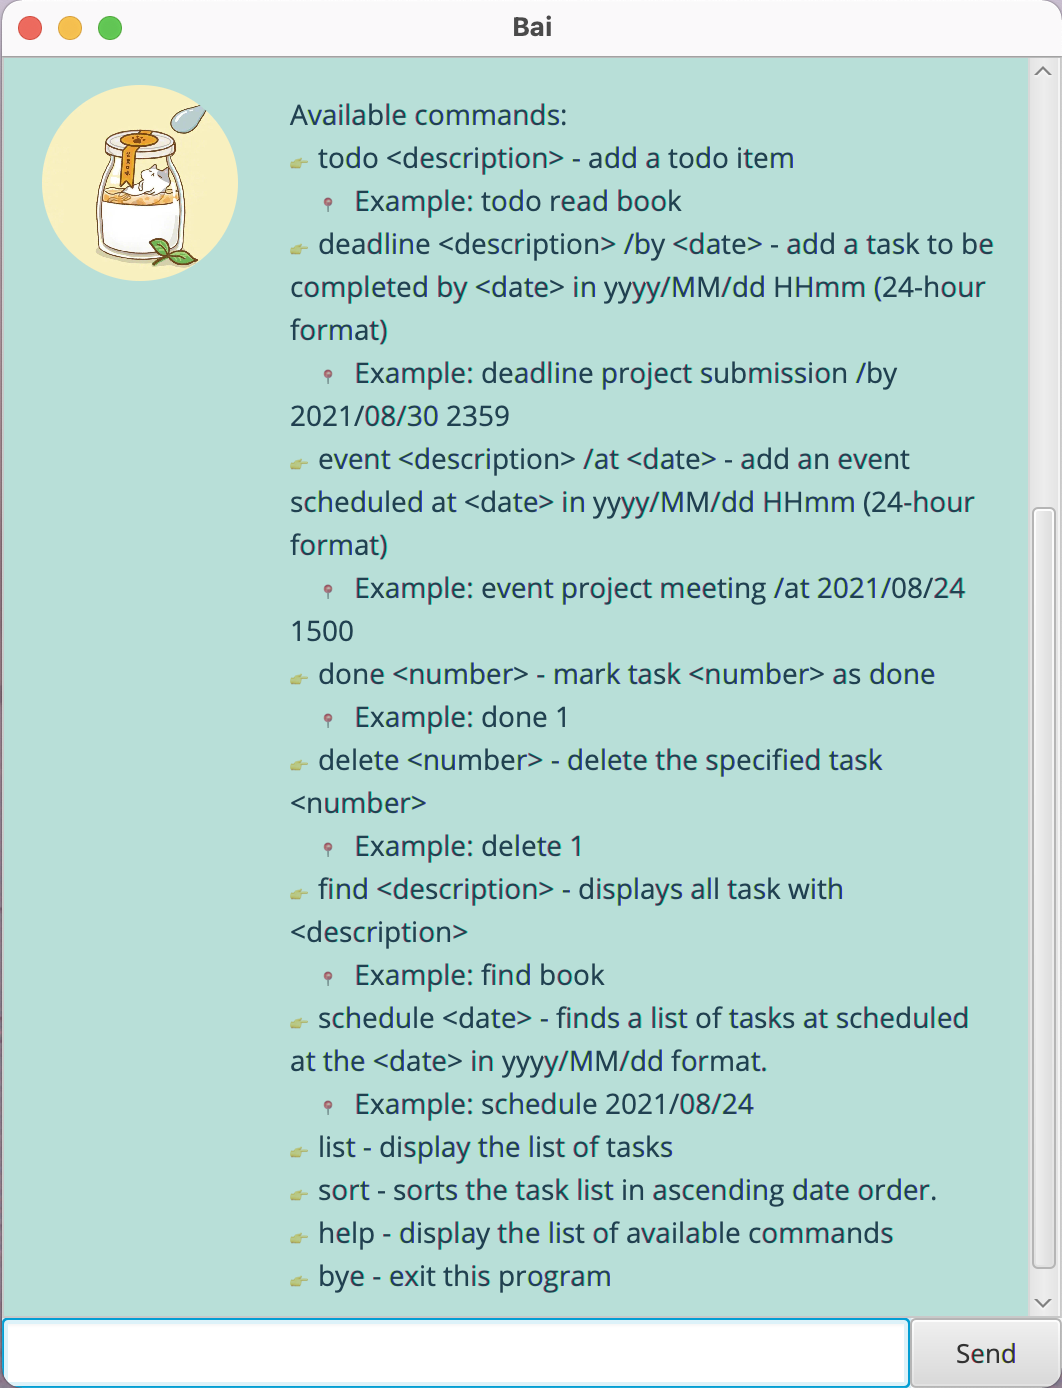 Bai
Available commands:
todo <description> - add a todo item
Example: todo read book
deadline <description> /by <date> - add a task to be
completed by <date> in yyyy/MM/dd HHmm (24-hour
format)
Example: deadline project submission /by
2021/08/30 2359
event <description> /at <date> - add an event
scheduled at <date> in yyyy/MM/dd HHmm (24-hour
format)
Example: event project meeting /at 2021/08/24
1500
done <number> - mark task <number> as done
Example: done 1
delete <number> - delete the specified task
<number>
Example: delete 1
find <description> - displays all task with
<description>
Example: find book
schedule <date> - finds a list of tasks at scheduled
at the <date> in yyyy/MM/dd format.
Example: schedule 2021/08/24
list - display the list of tasks
sort - sorts the task list in ascending date order.
help - display the list of available commands
bye - exit this program
Send